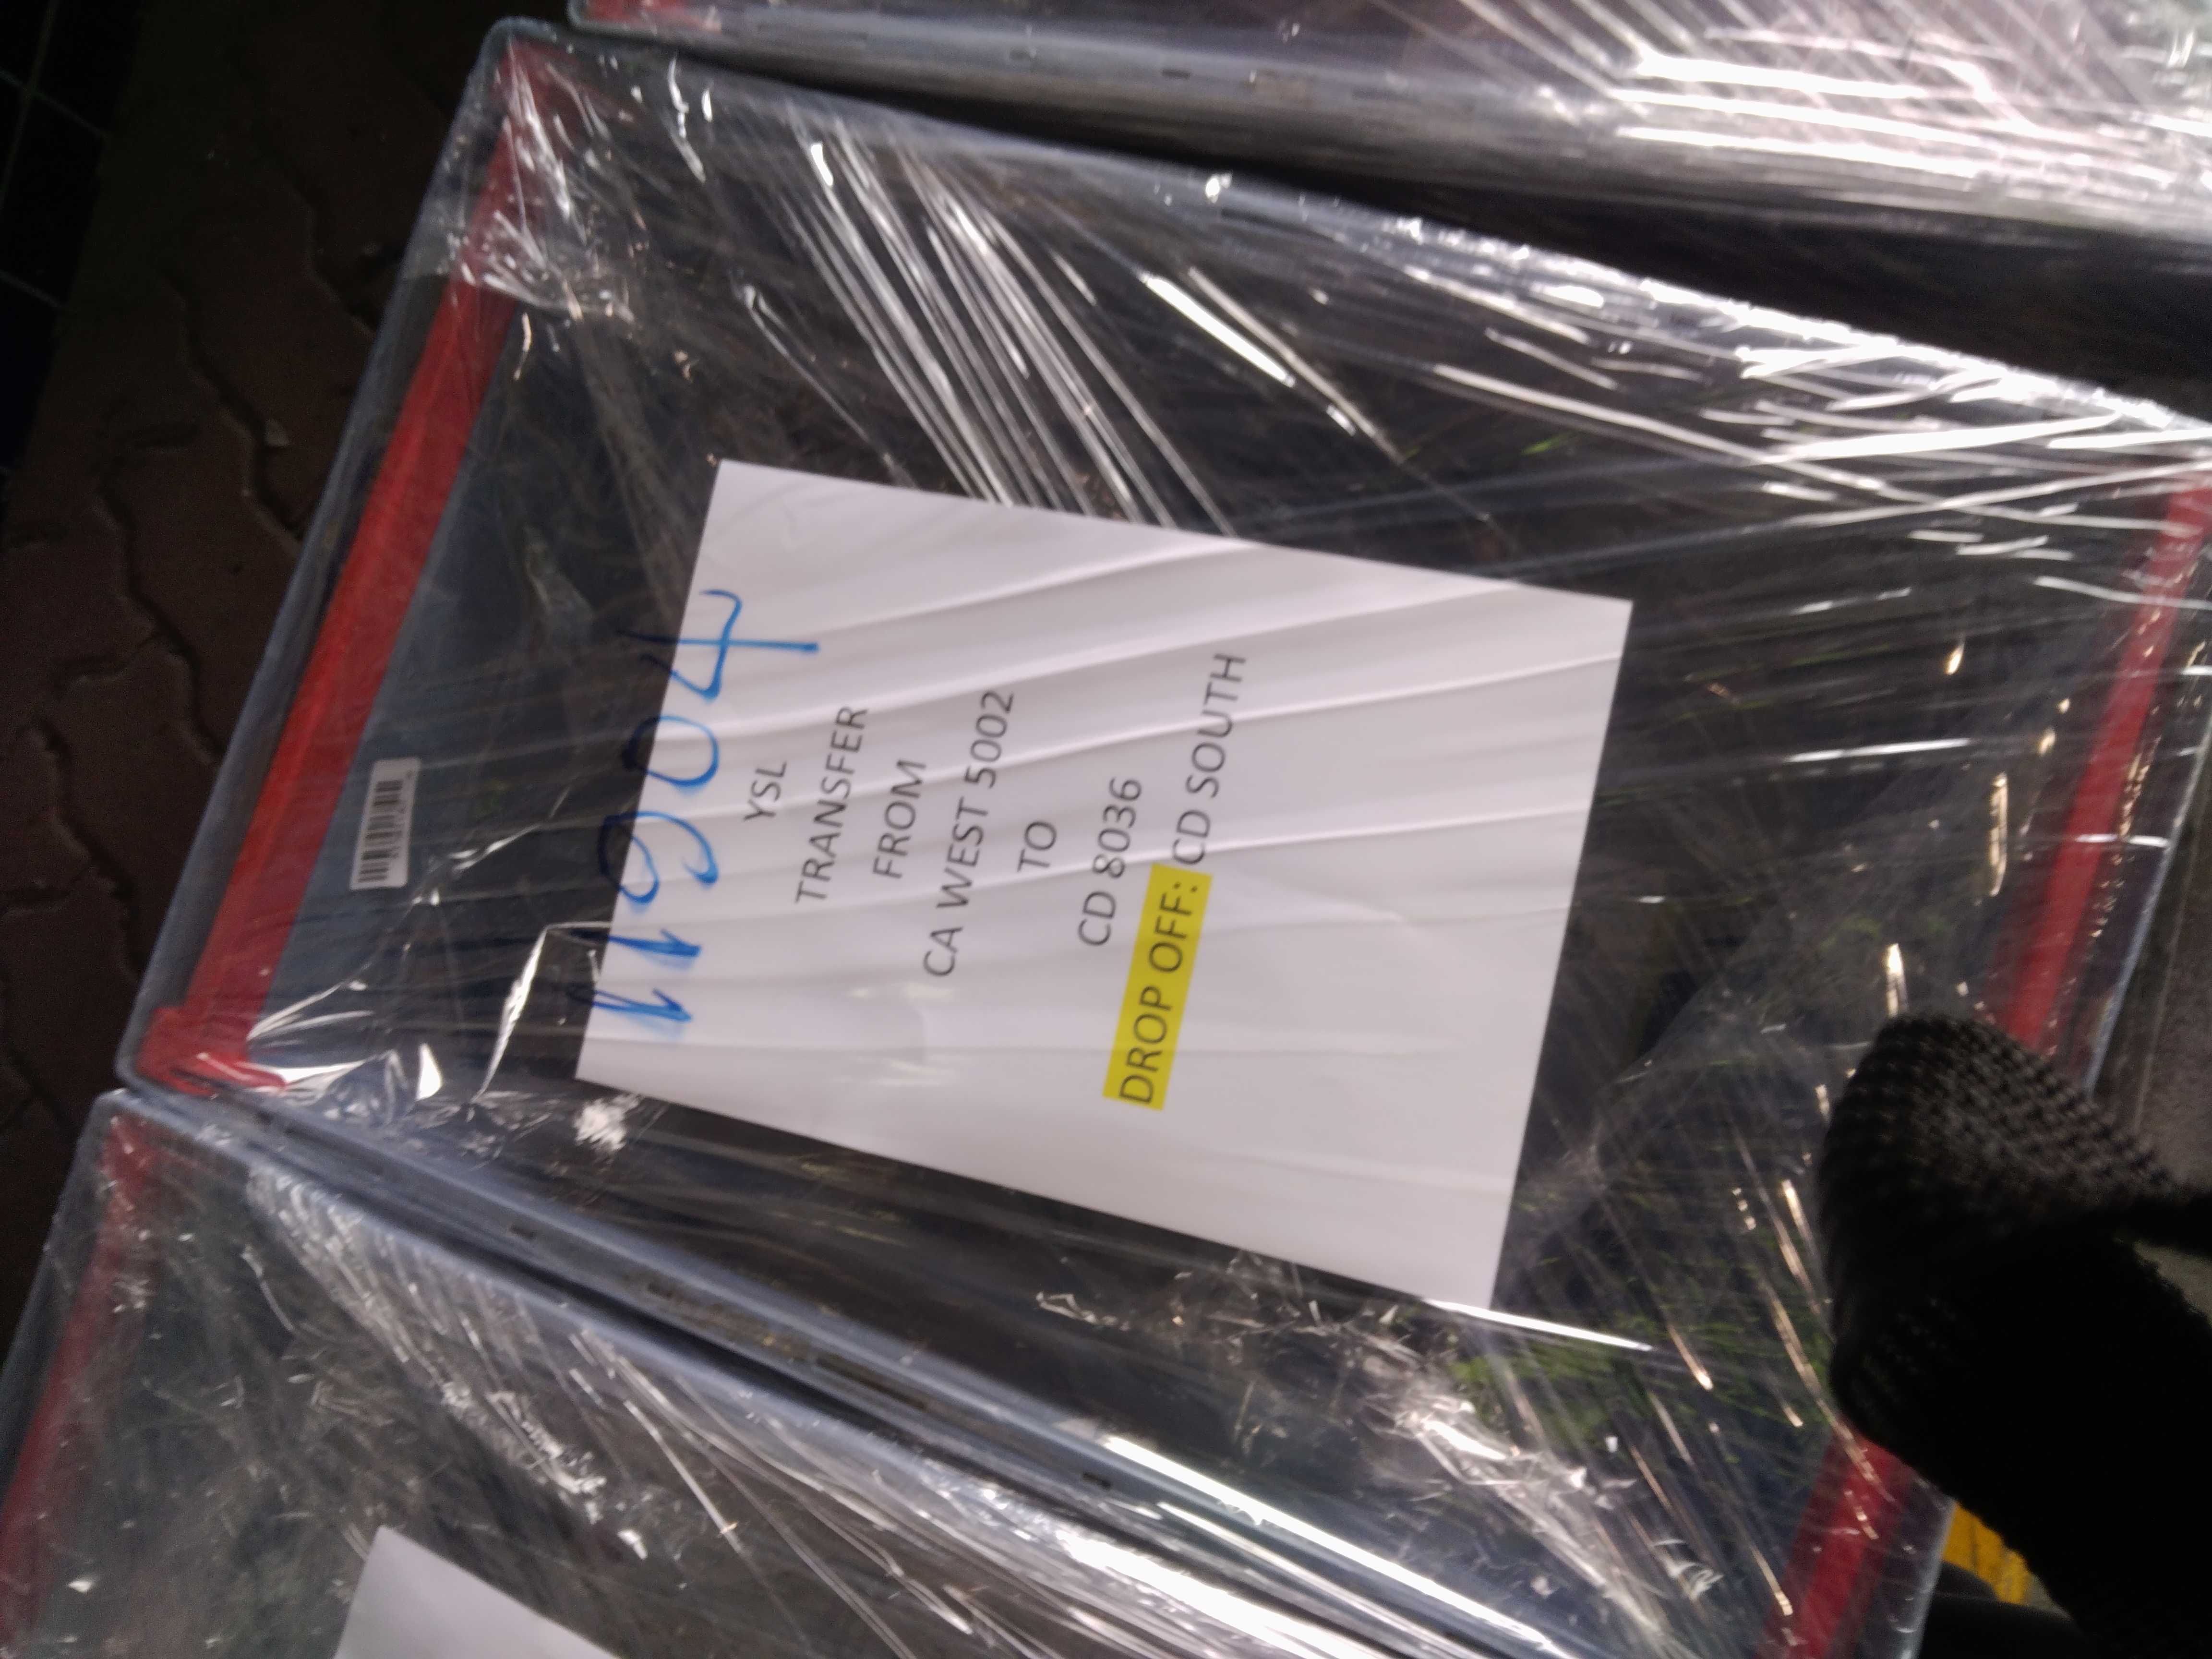 11904
YSL
TRANSFER
FROM
CA WEST 5002
TO
CD 8036
DROP OFF: CD SOUTH